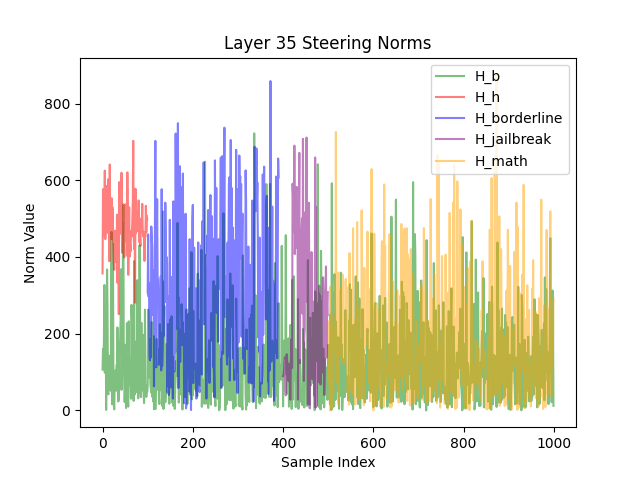 Layer 35 Steering Norms
H_b
H_h
H_borderline
H_jailbreak
H_math
Norm Value
800
600
400
200
0
0 200 400 600 800 1000
Sample Index